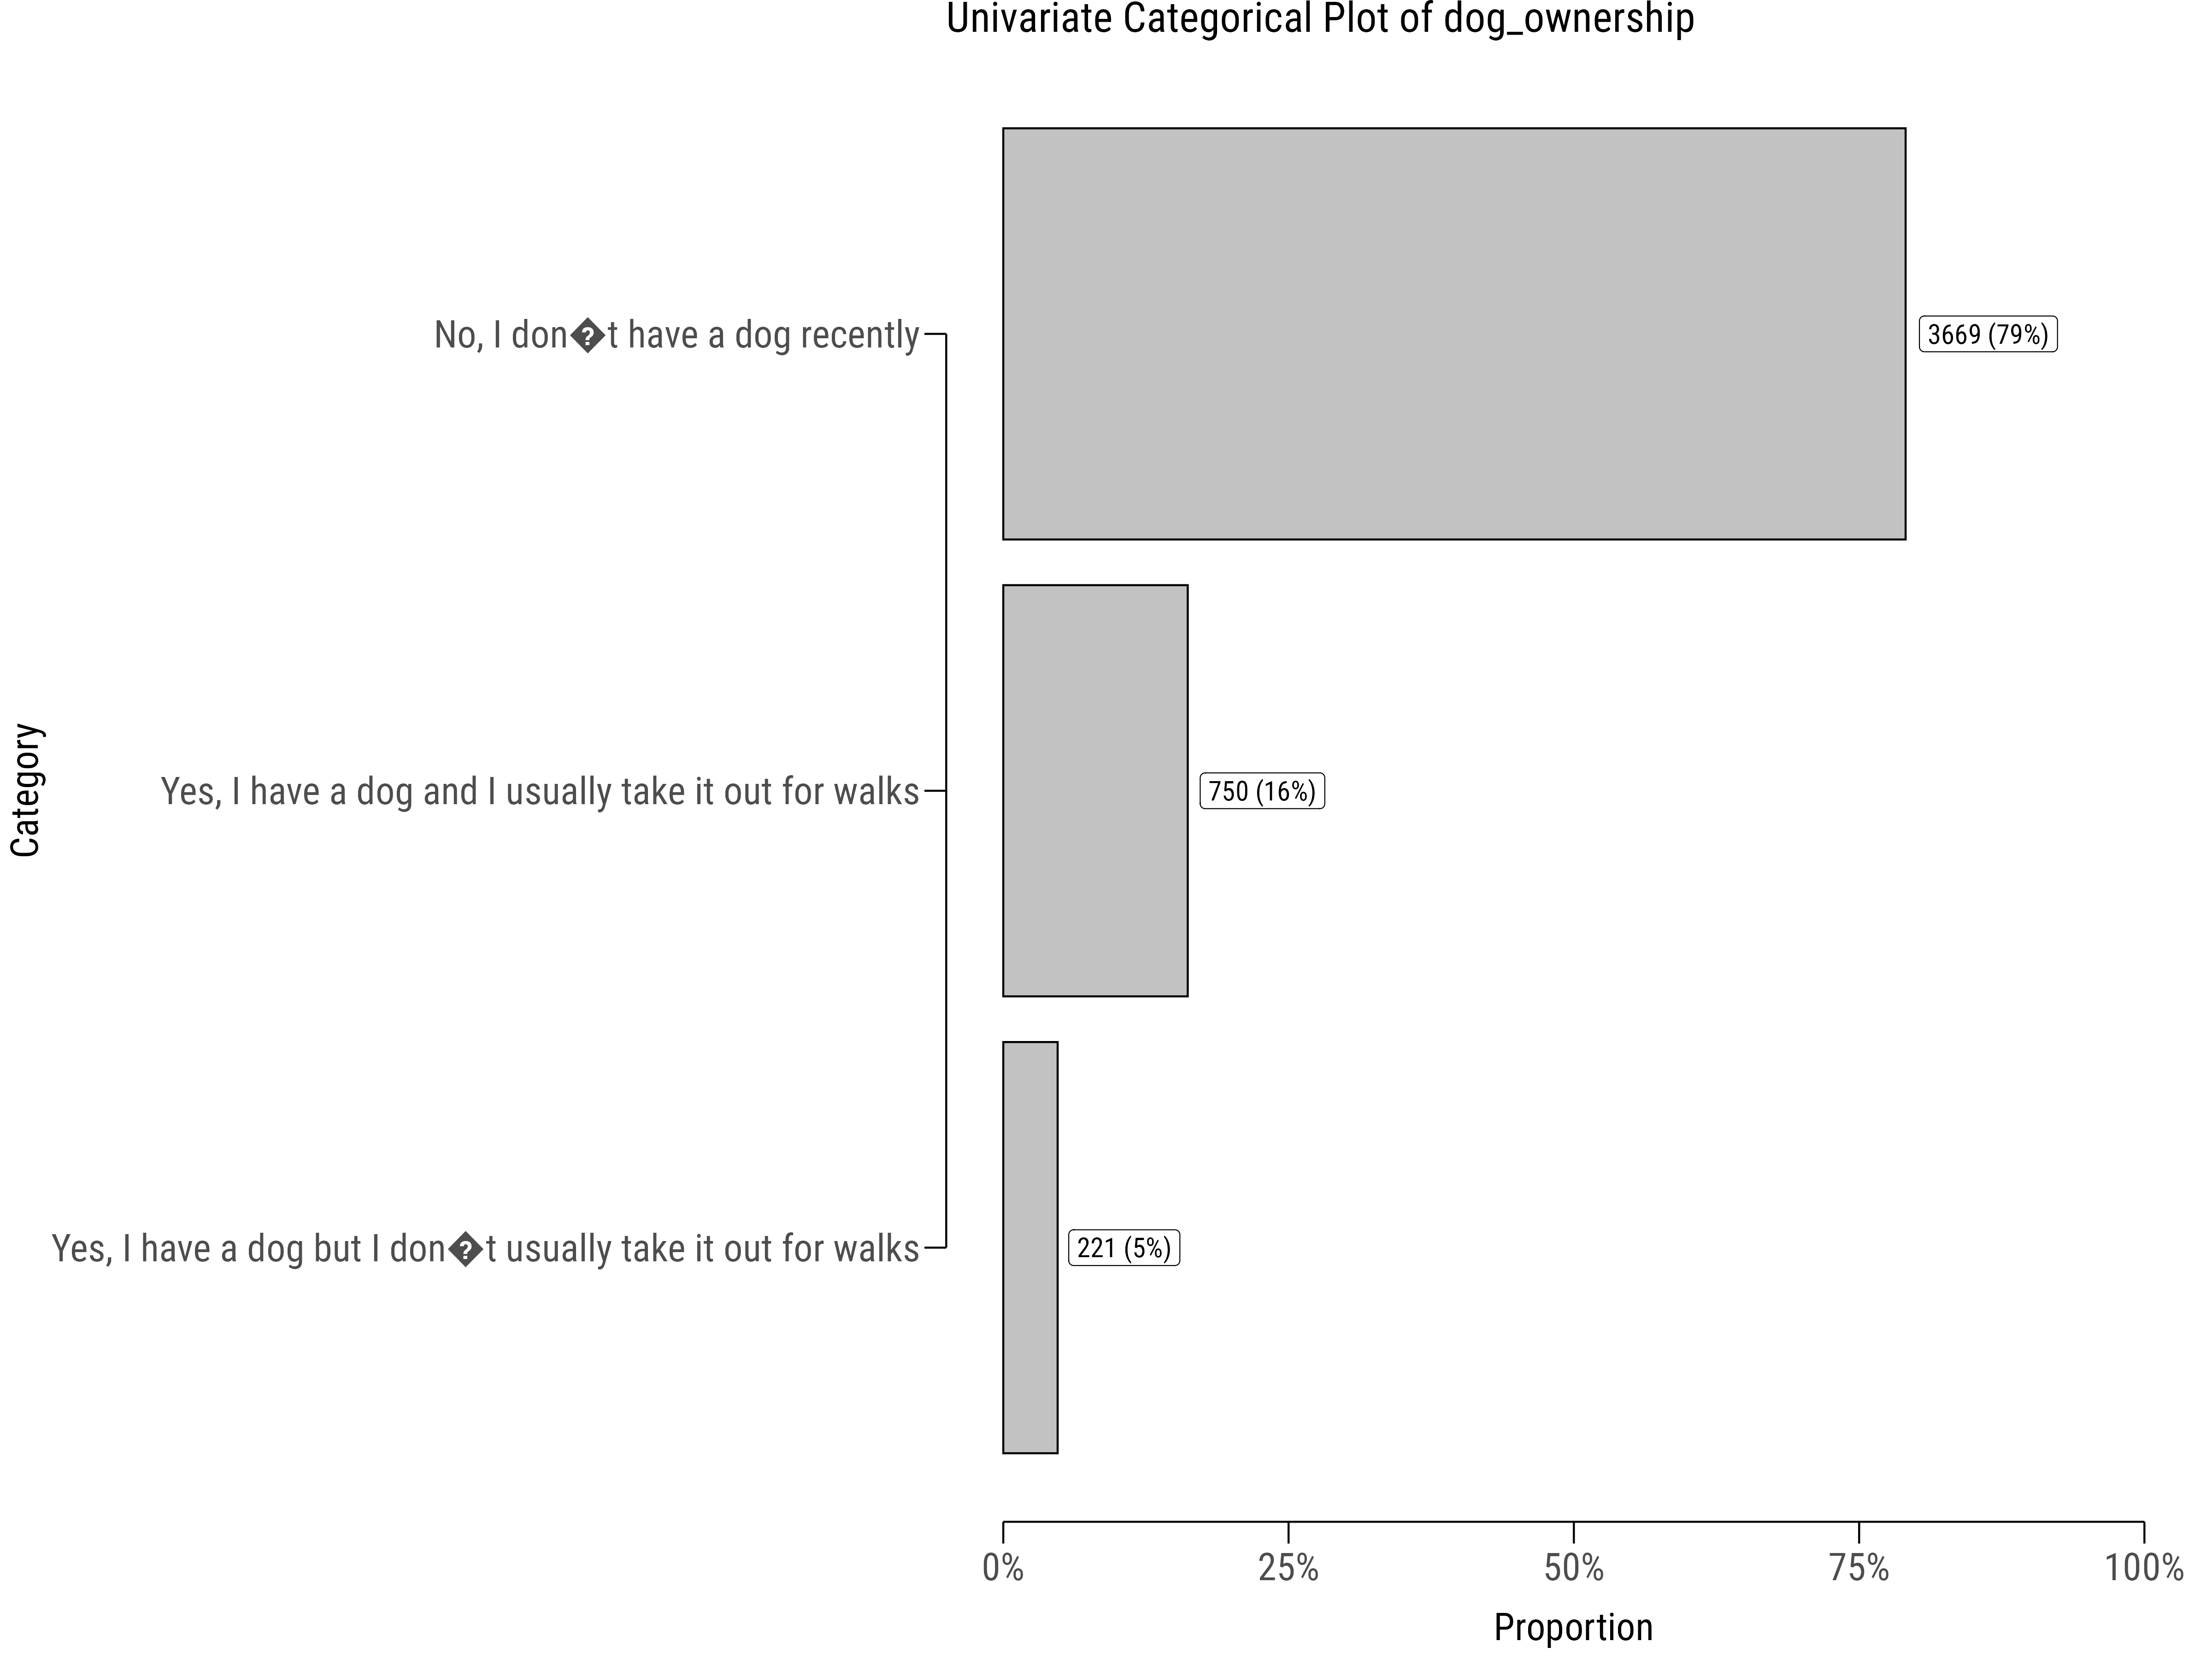 Univariate Categorical Plot of dog_ownership
No, I don�t have a dog recently
3669 (79%)
Yes, I have a dog and I usually take it out for walks
750 (16%)
Yes, I have a dog but I don�t usually take it out for walks
221 (5%)
Category
0% 25% 50% 75% 100%
Proportion